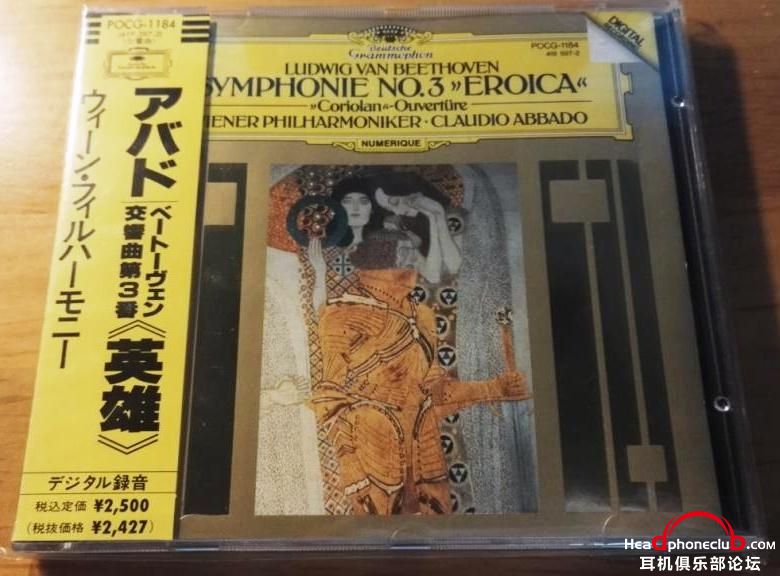 POCG-1184
アバド
ベートーヴェン
交響曲第3番
《英雄》
ウィーン・フィルハーモニー
デジタル録音
税込定価 ¥2,500
(税抜価格 ¥2,427)
Deutsche
Grammophon
POCG-1184
419 597-2
DIGITAL
LUDWIG VAN BEETHOVEN
SYMPHONIE NO.3 »EROICA«
»Coriolan«-Ouvertüre
WIENER PHILHARMONIKER · CLAUDIO ABBADO
NUMERIQUE
Headphoneclub.com
耳机俱乐部论坛